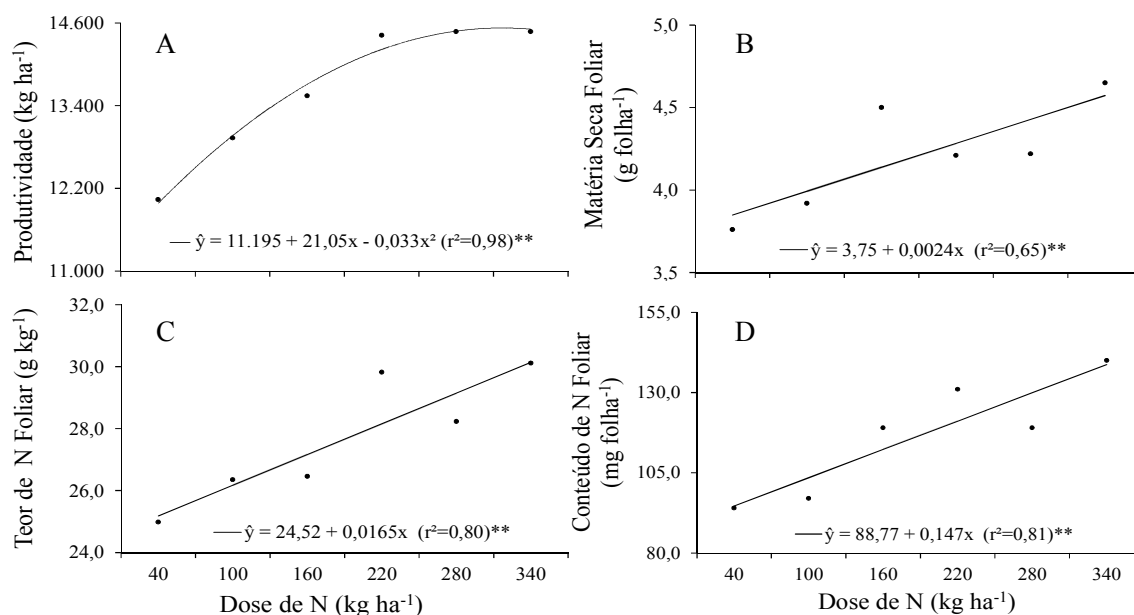 A
Produtividade (kg ha⁻¹)
14.600
13.400
12.200
11.000
ŷ = 11.195 + 21,05x - 0,033x² (r²=0,98)**
B
Matéria Seca Foliar
(g folha⁻¹)
4,5
4,0
3,5
ŷ = 3,75 + 0,0024x (r²=0,65)**
C
Teor de N Foliar (g kg⁻¹)
32,0
30,0
28,0
26,0
24,0
ŷ = 24,52 + 0,0165x (r²=0,80)**
40 100 160 220 280 340
Dose de N (kg ha⁻¹)
D
Conteúdo de N Foliar
(mg folha⁻¹)
155,0
130,0
105,0
80,0
ŷ = 88,77 + 0,147x (r²=0,81)**
40 100 160 220 280 340
Dose de N (kg ha⁻¹)